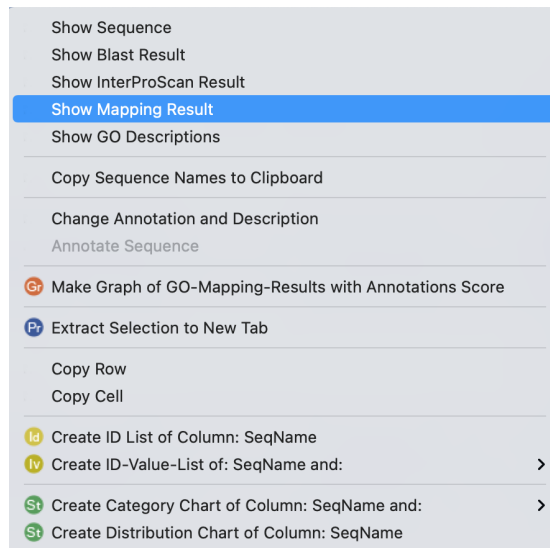 Show Sequence
Show Blast Result
Show InterProScan Result
Show Mapping Result
Show GO Descriptions
Copy Sequence Names to Clipboard
Change Annotation and Description
Annotate Sequence
Gr Make Graph of GO-Mapping-Results with Annotations Score
Pr Extract Selection to New Tab
Copy Row
Copy Cell
Id Create ID List of Column: SeqName
Iv Create ID-Value-List of: SeqName and:
St Create Category Chart of Column: SeqName and:
St Create Distribution Chart of Column: SeqName